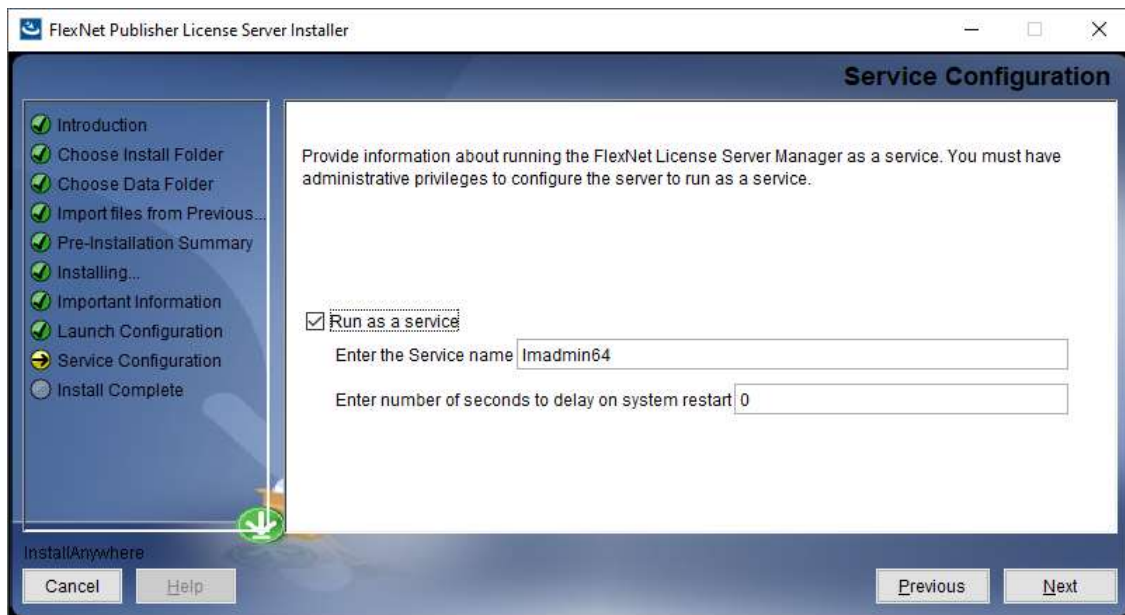 FlexNet Publisher License Server Installer
Service Configuration
Introduction
Choose Install Folder
Choose Data Folder
Import files from Previous...
Pre-Installation Summary
Installing...
Important Information
Launch Configuration
Service Configuration
Install Complete
Provide information about running the FlexNet License Server Manager as a service. You must have
administrative privileges to configure the server to run as a service.
Run as a service
Enter the Service name lmadmin64
Enter number of seconds to delay on system restart 0
InstallAnywhere
Cancel Help Previous Next